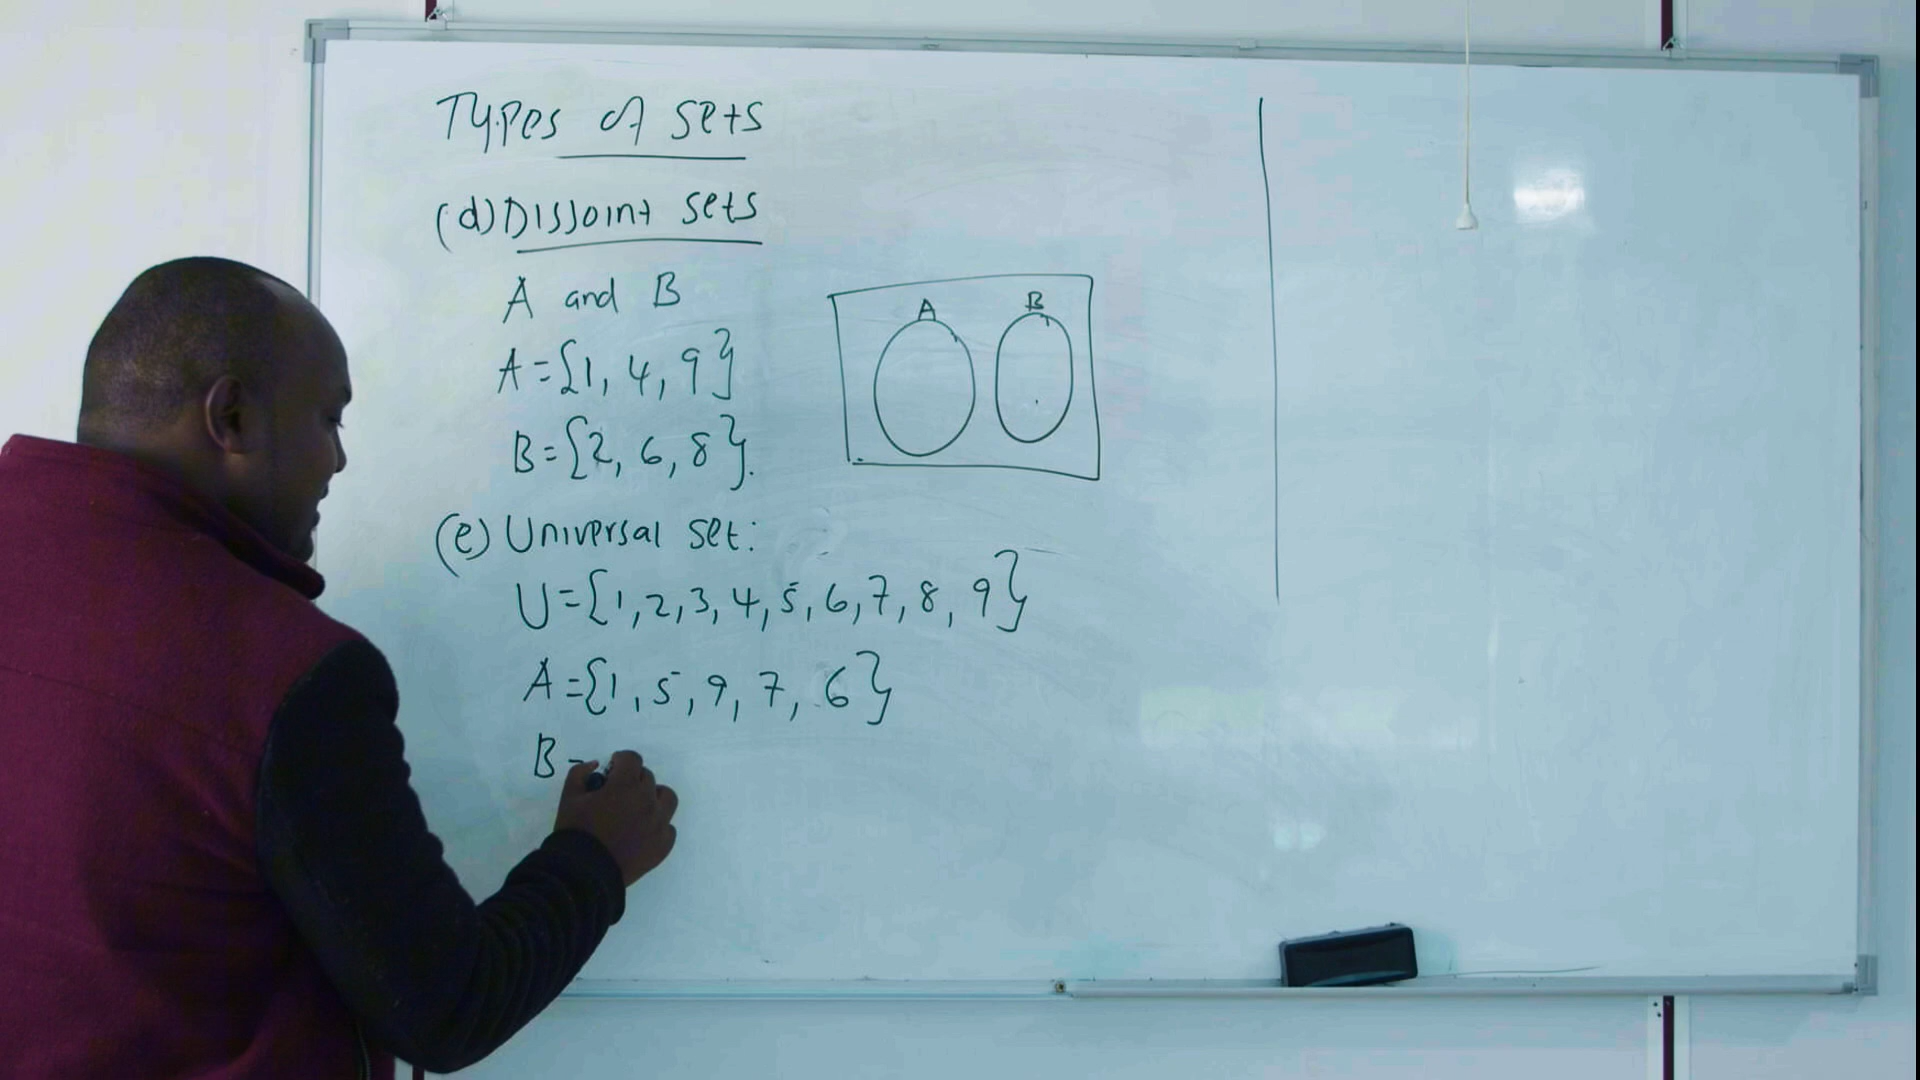 Types of sets
(d) Disjoint sets
A and B
A = {1, 4, 9}
B = {2, 6, 8}.
A
B
(e) Universal set:
U = {1, 2, 3, 4, 5, 6, 7, 8, 9}
A = {1, 5, 9, 7, 6}
B =